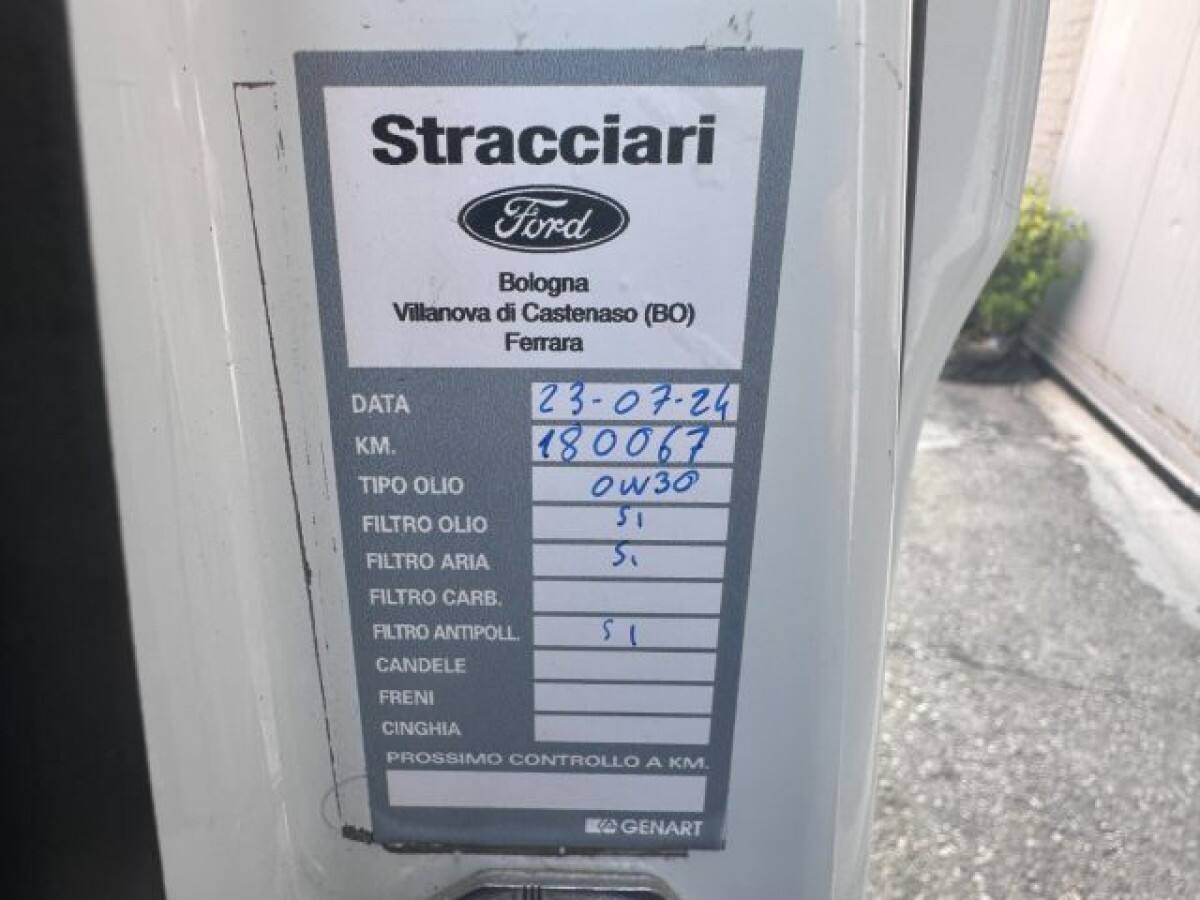 Stracciari
Ford
Bologna
Villanova di Castenaso (BO)
Ferrara
DATA 23-07-24
KM. 180067
TIPO OLIO 0W30
FILTRO OLIO SI
FILTRO ARIA Si
FILTRO CARB.
FILTRO ANTIPOLL. SI
CANDELE
FRENI
CINGHIA
PROSSIMO CONTROLLO A KM.
GENART